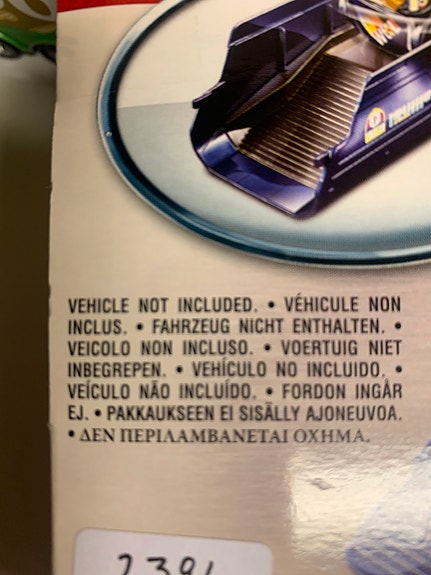 VEHICLE NOT INCLUDED. • VÉHICULE NON
INCLUS. • FAHRZEUG NICHT ENTHALTEN. •
VEICOLO NON INCLUSO. • VOERTUIG NIET
INBEGREPEN. • VEHÍCULO NO INCLUIDO. •
VEÍCULO NÃO INCLUÍDO. • FORDON INGÅR
EJ. • PAKKAUKSEEN EI SISÄLLY AJONEUVOA.
• ΔΕΝ ΠΕΡΙΛΑΜΒΑΝΕΤΑΙ ΟΧΗΜΑ.